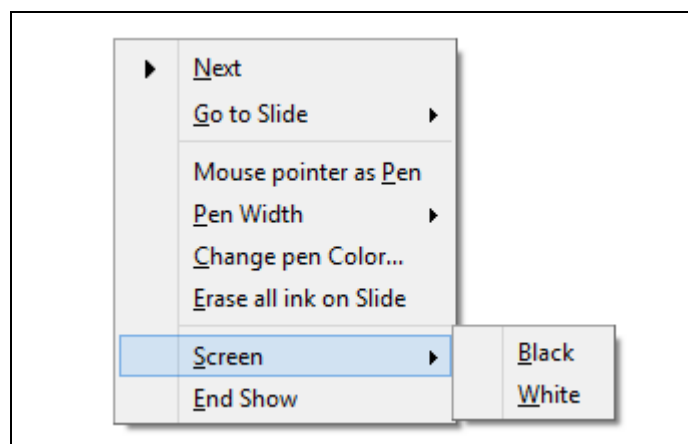 Next
Go to Slide
Mouse pointer as Pen
Pen Width
Change pen Color...
Erase all ink on Slide
Screen
End Show
Black
White